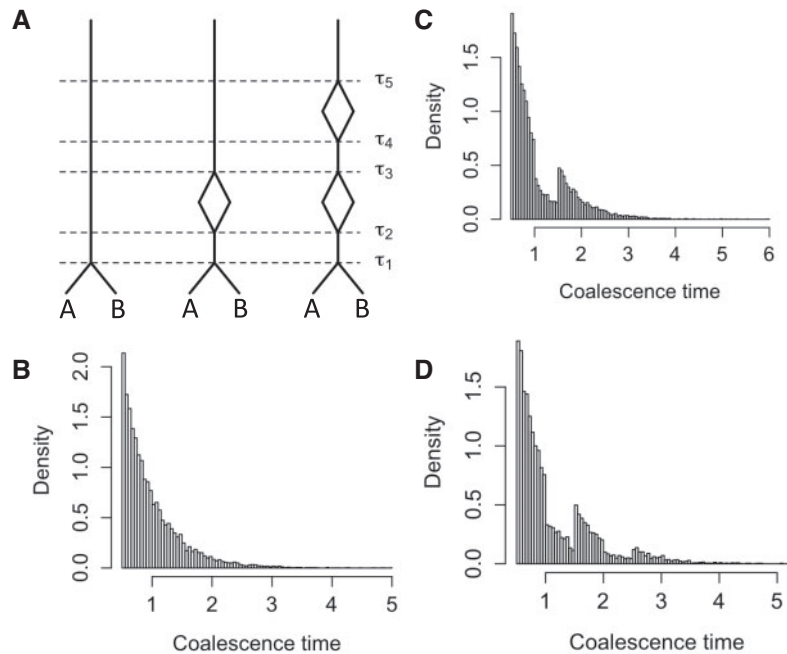 A
τ5
τ4
τ3
τ2
τ1
A B A B A B
B
2.0
1.5
1.0
0.5
0.0
Density
1 2 3 4 5
Coalescence time
C
1.5
1.0
0.5
0.0
Density
1 2 3 4 5 6
Coalescence time
D
1.5
1.0
0.5
0.0
Density
1 2 3 4 5
Coalescence time